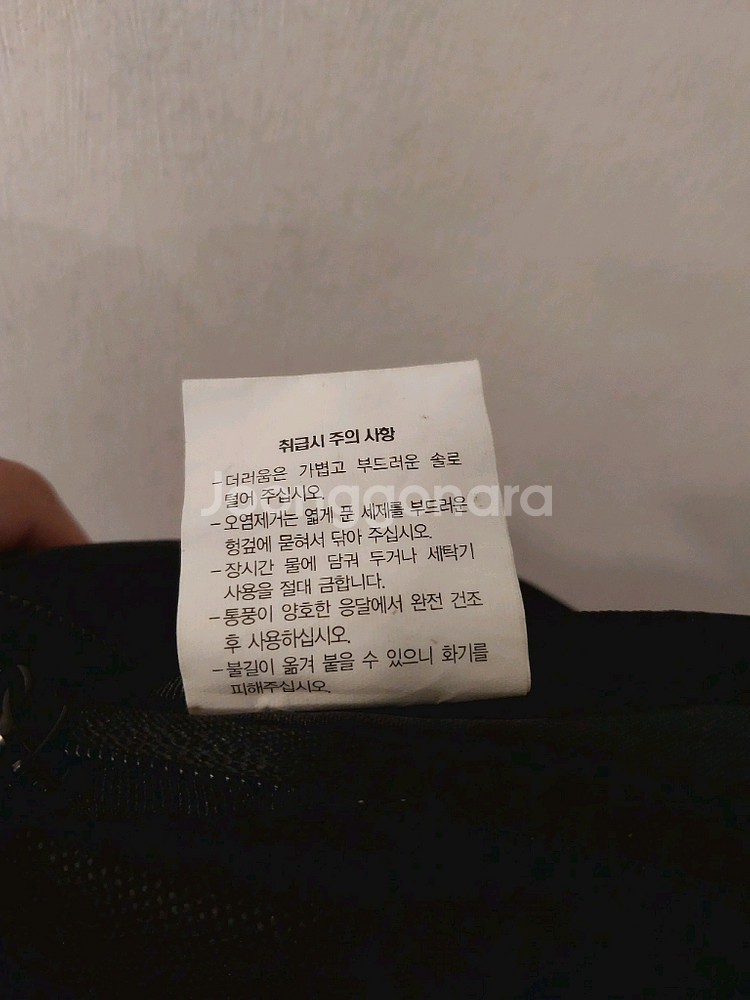 취급시 주의 사항
-더러움은 가볍고 부드러운 솔로
털어 주십시오.
Joonggonara
-오염제거는 엷게 푼 세제를 부드러운
헝겊에 묻혀서 닦아 주십시오.
-장시간 물에 담궈 두거나 세탁기
사용을 절대 금합니다.
-통풍이 양호한 응달에서 완전 건조
후 사용하십시오.
-불길이 옮겨 붙을 수 있으니 화기를
피해주십시오.